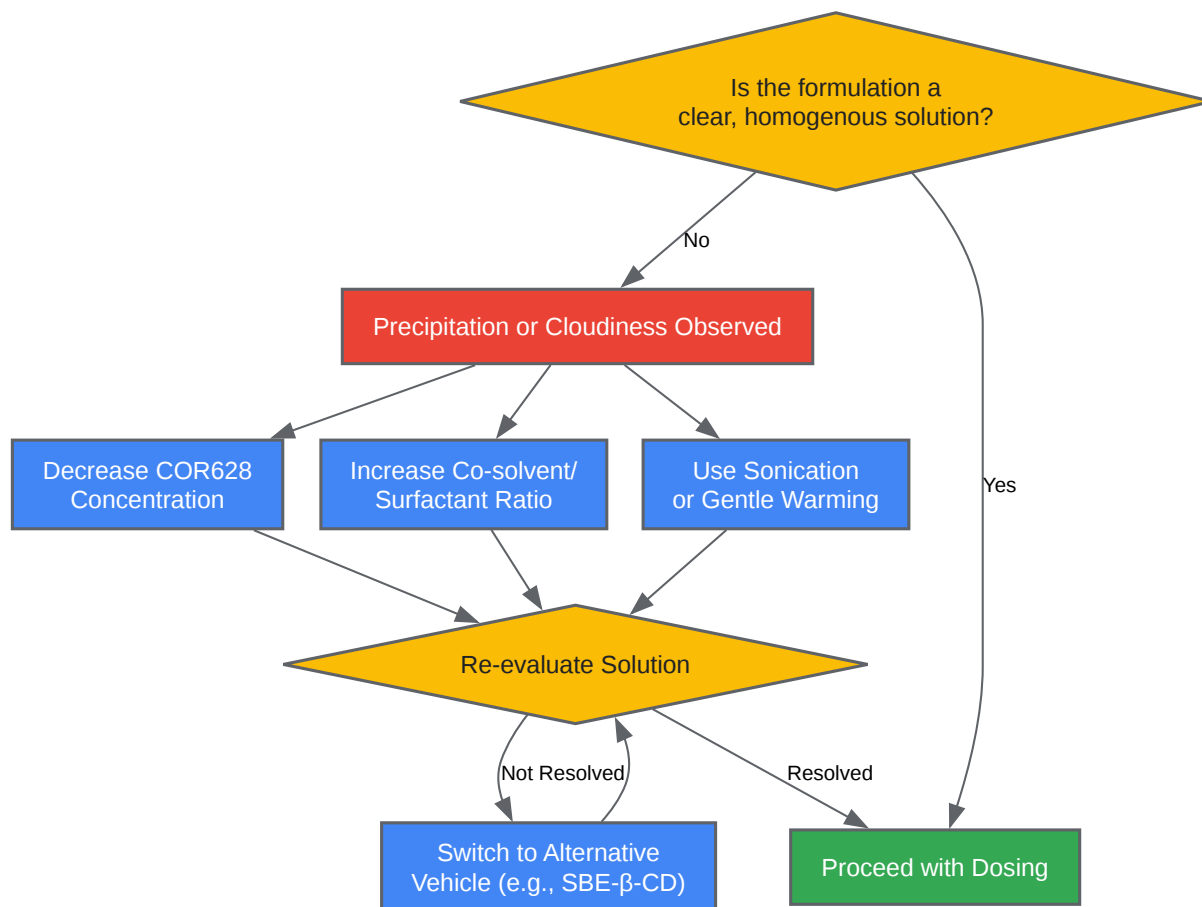 Is the formulation a
clear, homogenous solution?
No
Precipitation or Cloudiness Observed
Decrease COR628
Concentration
Increase Co-solvent/
Surfactant Ratio
Use Sonication
or Gentle Warming
Yes
Re-evaluate Solution
Not Resolved
Resolved
Switch to Alternative
Vehicle (e.g., SBE-β-CD)
Proceed with Dosing